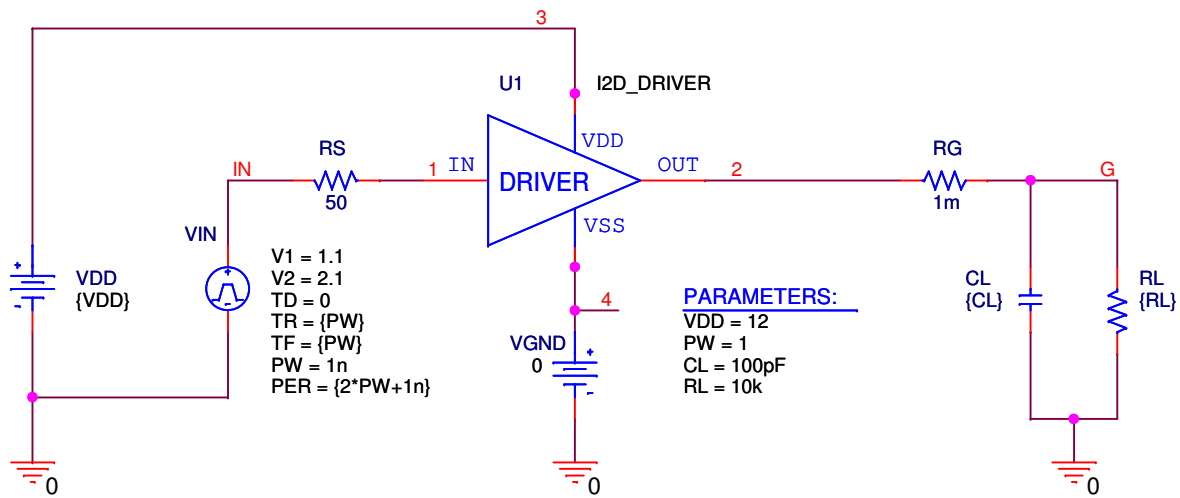 3
U1
I2D_DRIVER
VDD
IN
RS
50
1
IN
DRIVER
OUT
2
RG
1m
G
VSS
VIN
V1 = 1.1
V2 = 2.1
TD = 0
TR = {PW}
TF = {PW}
PW = 1n
PER = {2*PW+1n}
VDD
{VDD}
4
VGND
0
PARAMETERS:
VDD = 12
PW = 1
CL = 100pF
RL = 10k
CL
{CL}
RL
{RL}
0
0
0